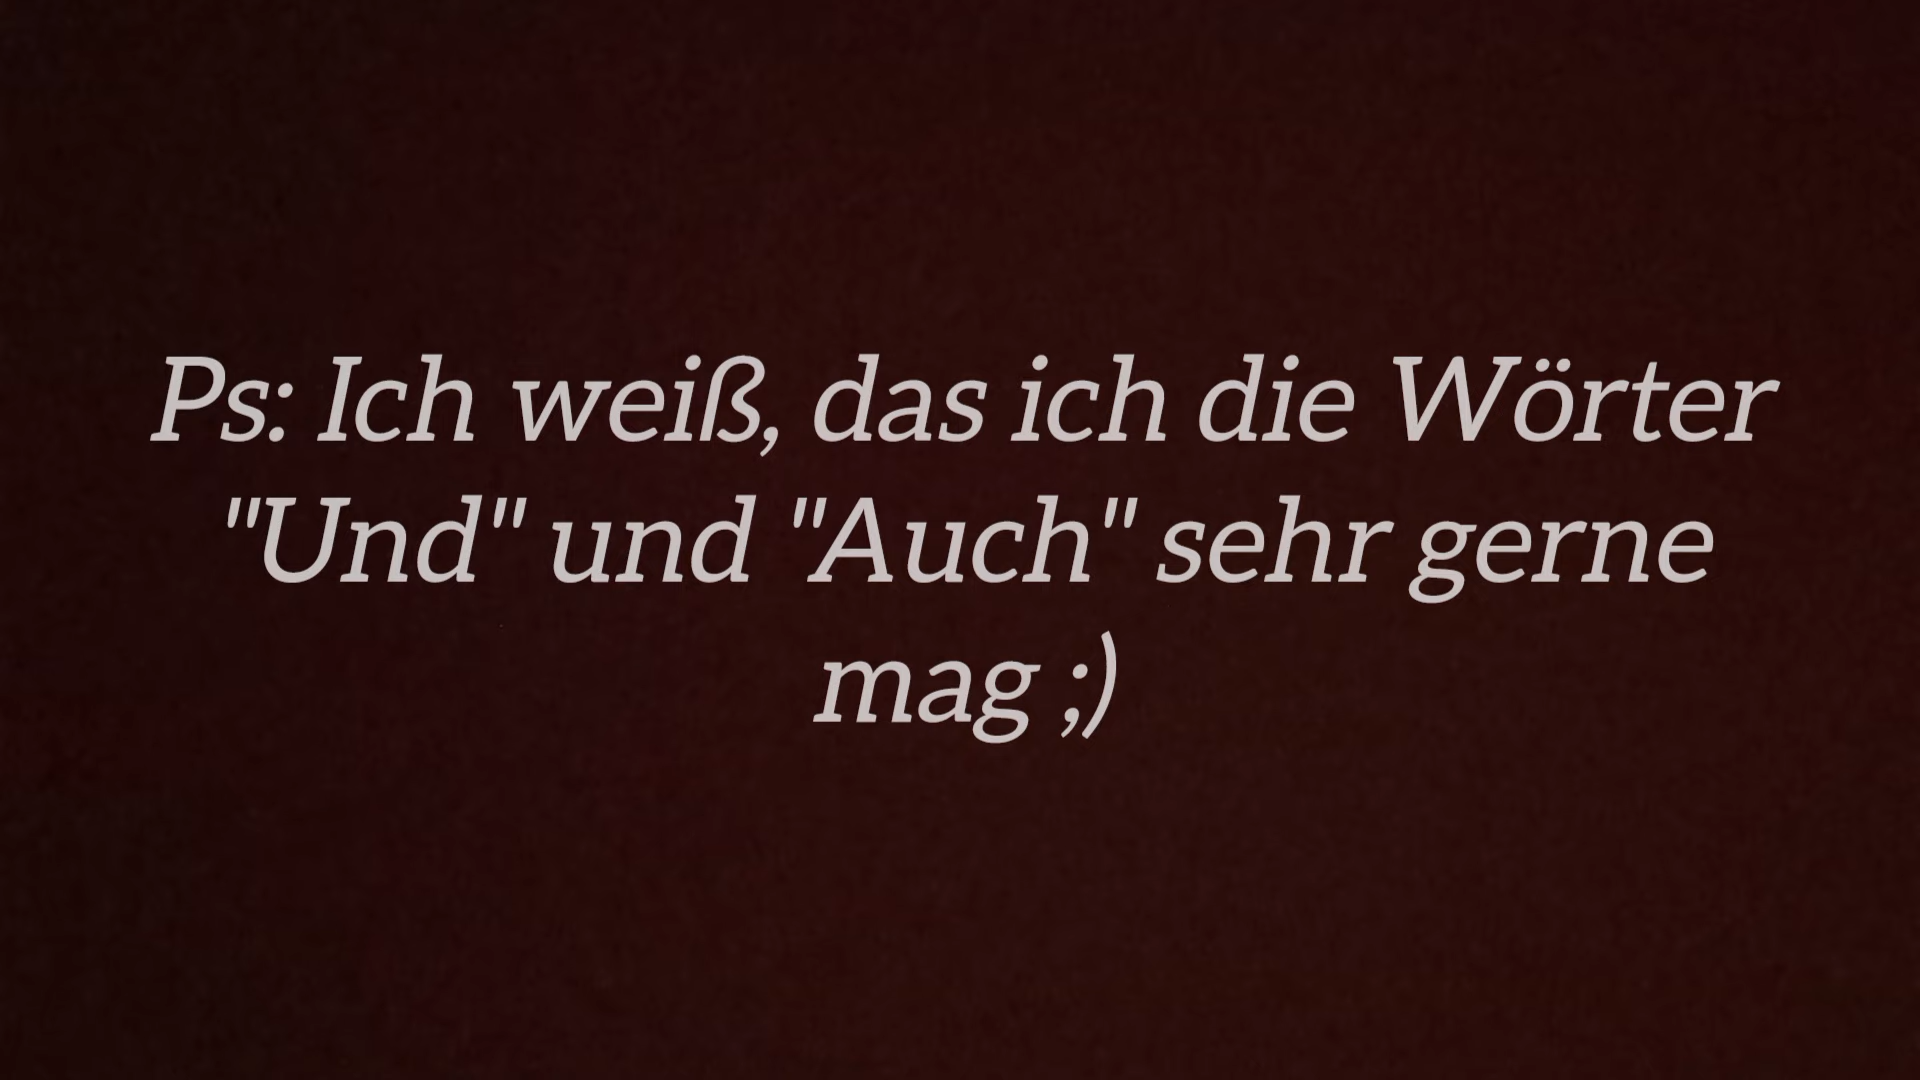 Ps: Ich weiß, das ich die Wörter
"Und" und "Auch" sehr gerne
mag ;)